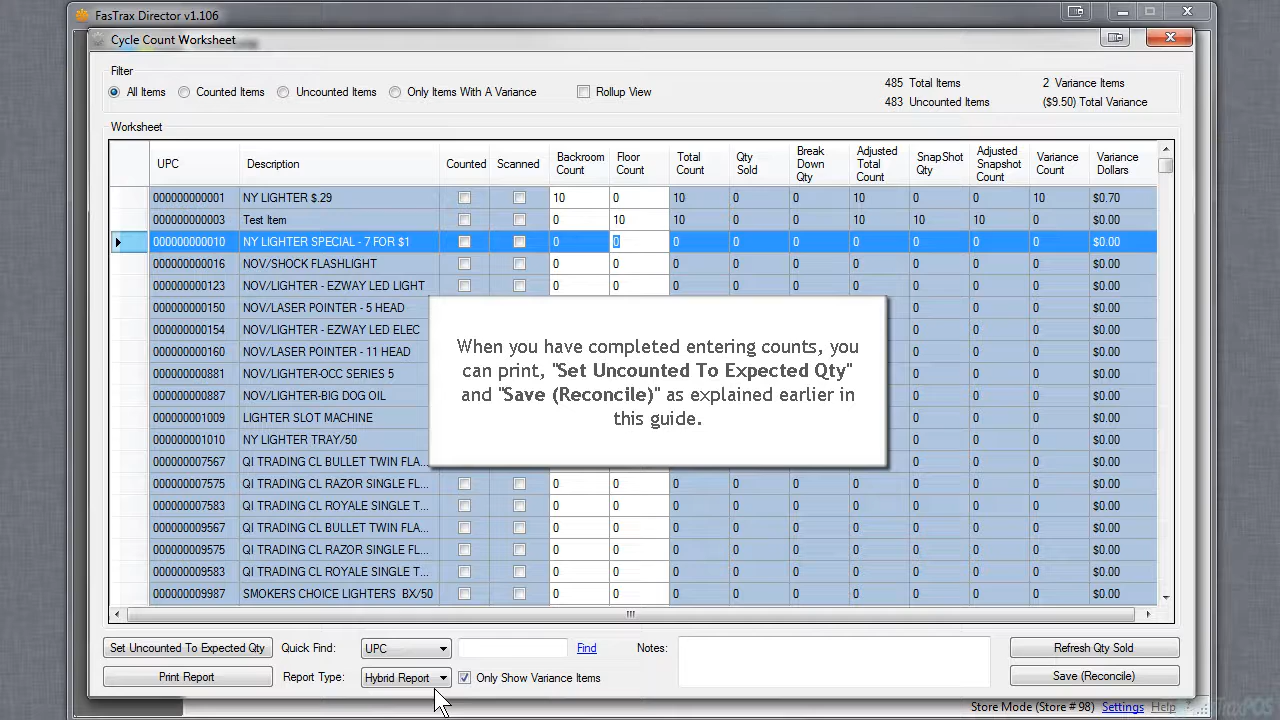 FasTrax Director v1.106
Cycle Count Worksheet
Filter
All Items Counted Items Uncounted Items Only Items With A Variance Rollup View
485 Total Items 2 Variance Items
483 Uncounted Items ($9.50) Total Variance
Worksheet
UPC Description Counted Scanned Backroom Count Floor Count Total Count Qty Sold Break Down Qty Adjusted Total Count SnapShot Qty Adjusted Snapshot Count Variance Count Variance Dollars
000000000001 NY LIGHTER $.29 10 0 10 0 0 10 0 0 10 $0.70
000000000003 Test Item 0 10 10 0 0 10 10 10 0 $0.00
000000000010 NY LIGHTER SPECIAL - 7 FOR $1 0 0 0 0 0 0 0 0 0 $0.00
000000000016 NOV/SHOCK FLASHLIGHT 0 0 0 0 0 0 0 0 0 $0.00
000000000123 NOV/LIGHTER - EZWAY LED LIGHT 0 0 0 0 0 0 0 0 0 $0.00
000000000150 NOV/LASER POINTER - 5 HEAD 0 0 0 $0.00
000000000154 NOV/LIGHTER - EZWAY LED ELEC 0 0 0 $0.00
000000000160 NOV/LASER POINTER - 11 HEAD 0 0 0 $0.00
000000000881 NOV/LIGHTER-OCC SERIES 5 0 0 0 $0.00
000000000887 NOV/LIGHTER-BIG DOG OIL 0 0 0 $0.00
000000001009 LIGHTER SLOT MACHINE 0 0 0 $0.00
000000001010 NY LIGHTER TRAY/50 0 0 0 $0.00
000000007567 QI TRADING CL BULLET TWIN FLA... 0 0 0 $0.00
000000007575 QI TRADING CL RAZOR SINGLE FL... 0 0 0 0 0 0 0 0 0 $0.00
000000007583 QI TRADING CL ROYALE SINGLE T... 0 0 0 0 0 0 0 0 0 $0.00
000000009567 QI TRADING CL BULLET TWIN FLA... 0 0 0 0 0 0 0 0 0 $0.00
000000009575 QI TRADING CL RAZOR SINGLE FL... 0 0 0 0 0 0 0 0 0 $0.00
000000009583 QI TRADING CL ROYALE SINGLE T... 0 0 0 0 0 0 0 0 0 $0.00
000000009987 SMOKERS CHOICE LIGHTERS BX/50 0 0 0 0 0 0 0 0 0 $0.00
When you have completed entering counts, you
can print, "Set Uncounted To Expected Qty"
and "Save (Reconcile)" as explained earlier in
this guide.
Set Uncounted To Expected Qty Quick Find: UPC Find Notes: Refresh Qty Sold
Print Report Report Type: Hybrid Report Only Show Variance Items Save (Reconcile)
Store Mode (Store # 98) Settings Help